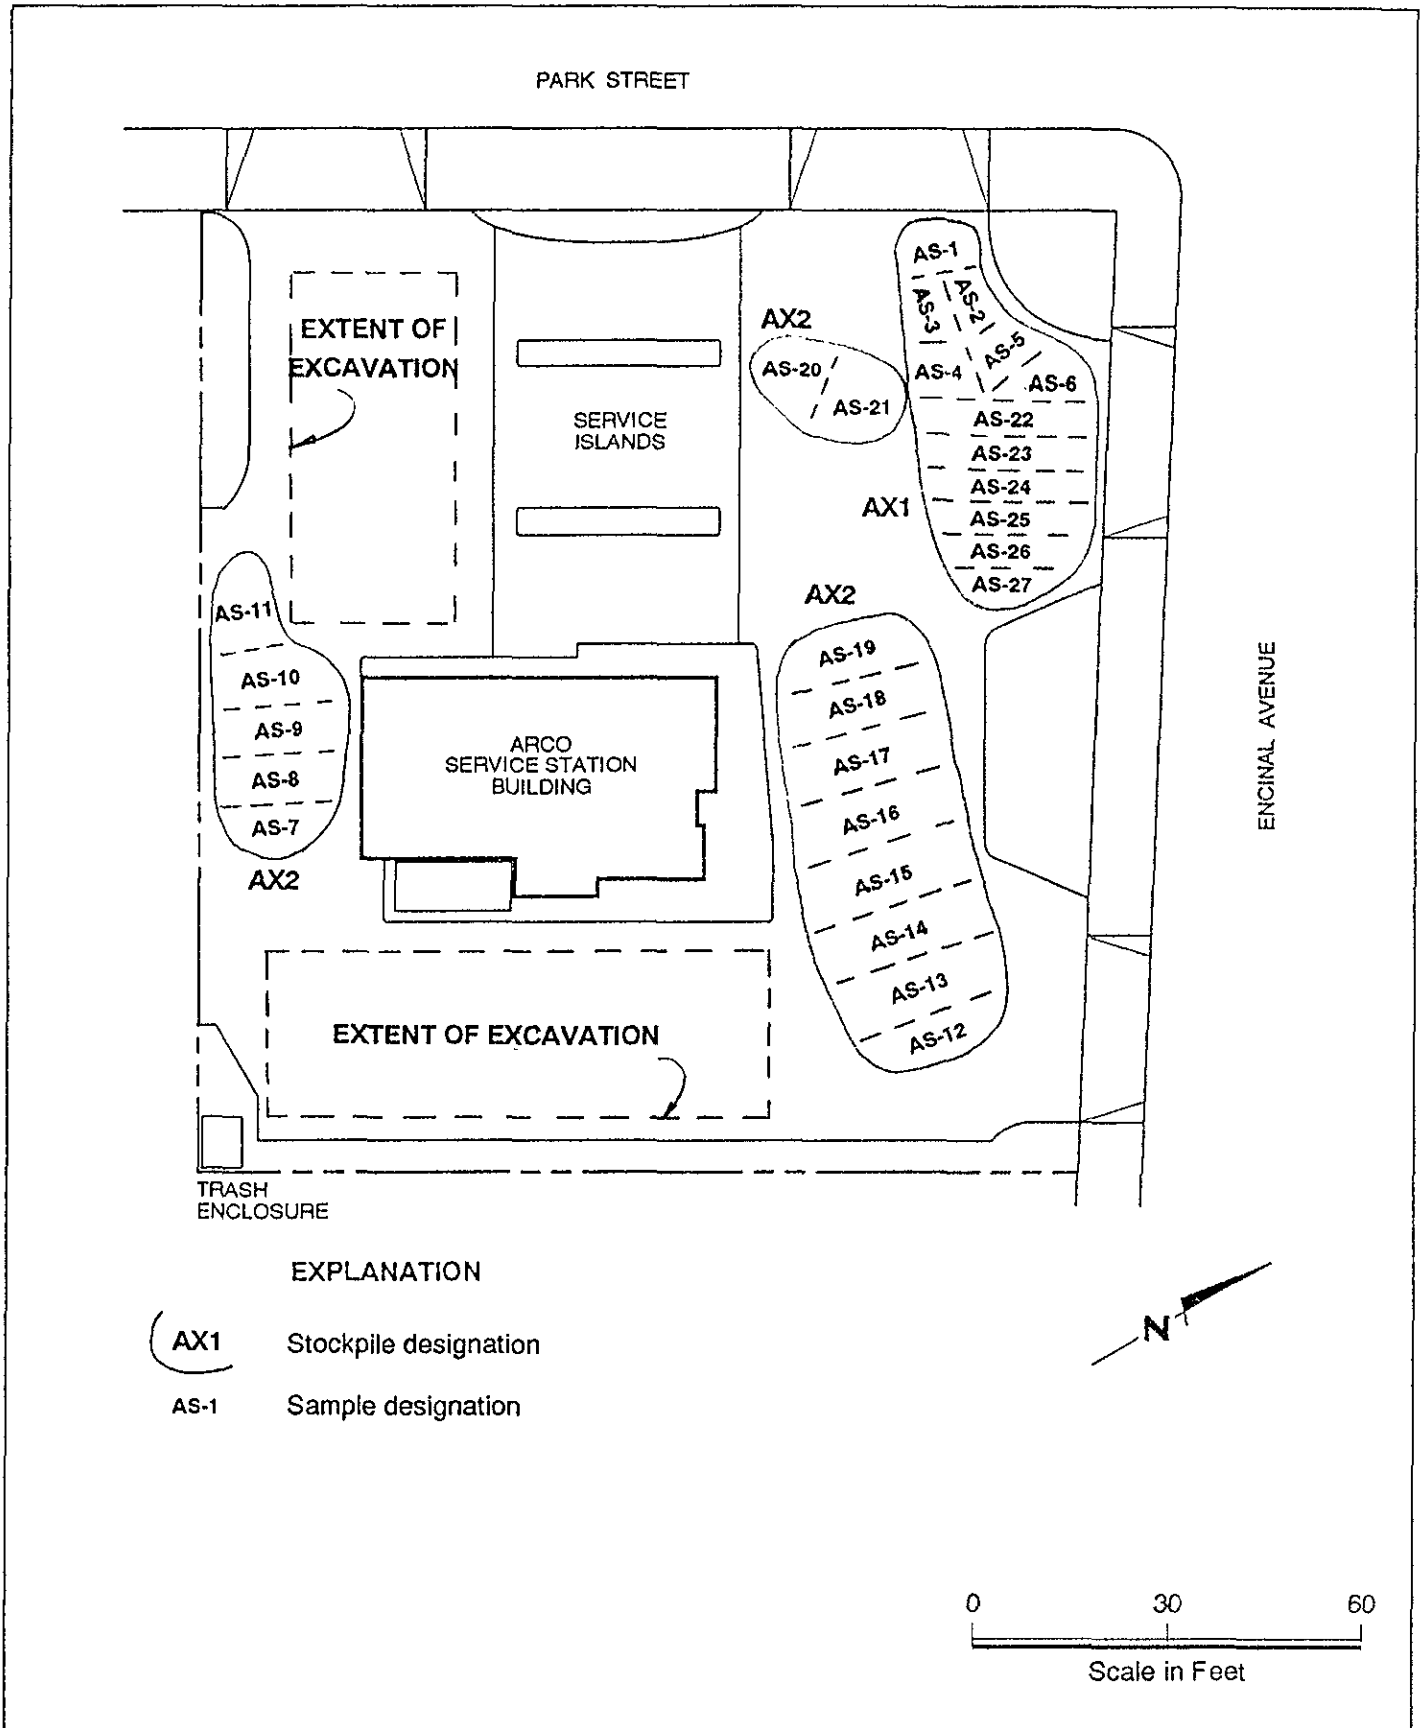 PARK STREET
AS-1
AS-2
AS-3
AS-5
AS-4
AS-6
AX2
AS-20
AS-21
EXTENT OF
EXCAVATION
SERVICE
ISLANDS
AS-22
AS-23
AS-24
AS-25
AS-26
AS-27
AX1
AX2
AS-19
AS-18
AS-17
AS-16
AS-15
AS-14
AS-13
AS-12
AS-11
AS-10
AS-9
AS-8
AS-7
AX2
ARCO
SERVICE STATION
BUILDING
ENCINAL AVENUE
EXTENT OF EXCAVATION
TRASH
ENCLOSURE
EXPLANATION
AX1 Stockpile designation
AS-1 Sample designation
N
0 30 60
Scale in Feet